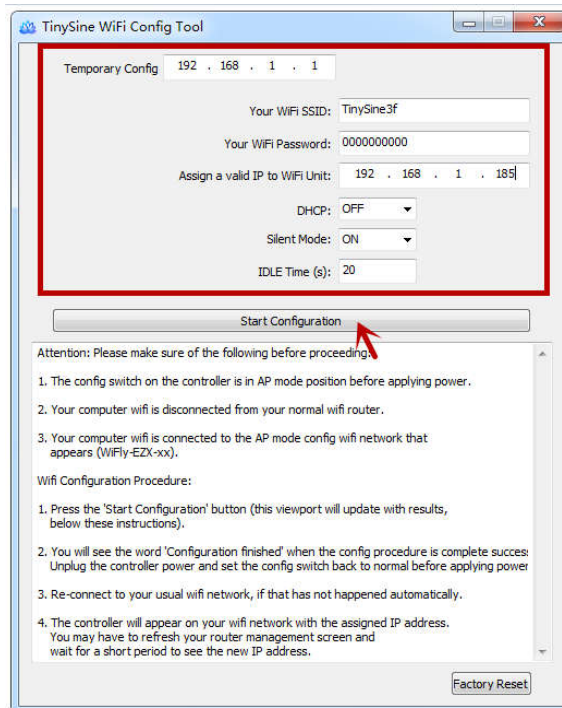 TinySine WiFi Config Tool
Temporary Config 192 . 168 . 1 . 1
Your WiFi SSID: TinySine3f
Your WiFi Password: 0000000000
Assign a valid IP to WiFi Unit: 192 . 168 . 1 . 185
DHCP: OFF
Silent Mode: ON
IDLE Time (s): 20
Start Configuration
Attention: Please make sure of the following before proceeding:
1. The config switch on the controller is in AP mode position before applying power.
2. Your computer wifi is disconnected from your normal wifi router.
3. Your computer wifi is connected to the AP mode config wifi network that
appears (WiFly-EZX-xx).
Wifi Configuration Procedure:
1. Press the 'Start Configuration' button (this viewport will update with results,
below these instructions).
2. You will see the word 'Configuration finished' when the config procedure is complete succes
Unplug the controller power and set the config switch back to normal before applying power
3. Re-connect to your usual wifi network, if that has not happened automatically.
4. The controller will appear on your wifi network with the assigned IP address.
You may have to refresh your router management screen and
wait for a short period to see the new IP address.
Factory Reset